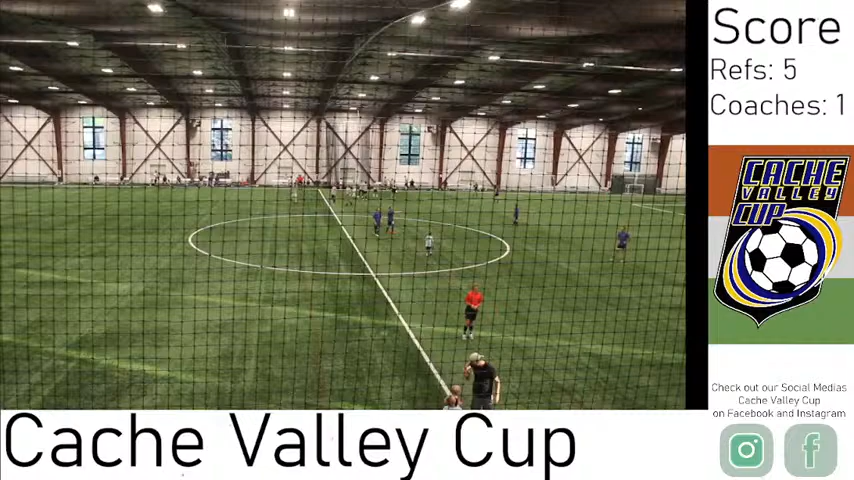 Score
Refs: 5
Coaches: 1
CACHE
VALLEY
CUP
Check out our Social Medias
Cache Valley Cup
on Facebook and Instagram
Cache Valley Cup